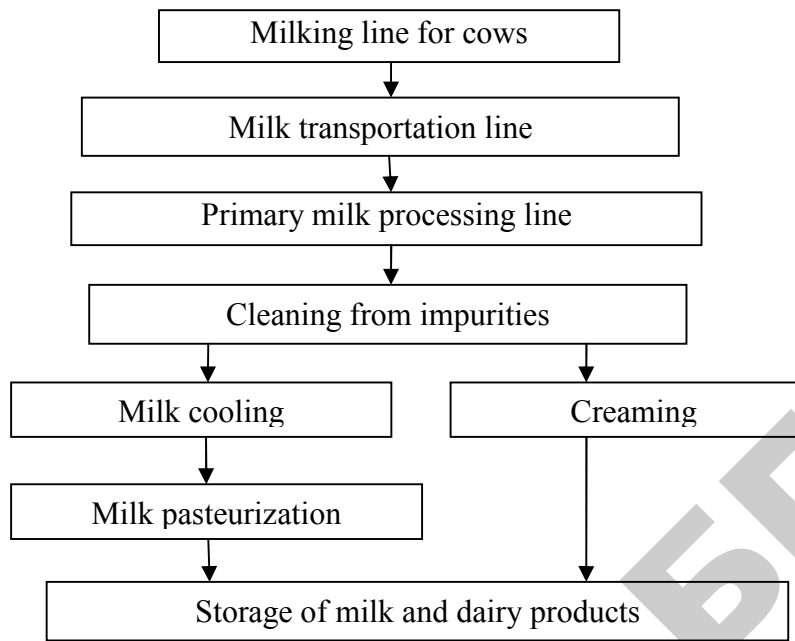 Milking line for cows
Milk transportation line
Primary milk processing line
Cleaning from impurities
Milk cooling
Creaming
Milk pasteurization
Storage of milk and dairy products